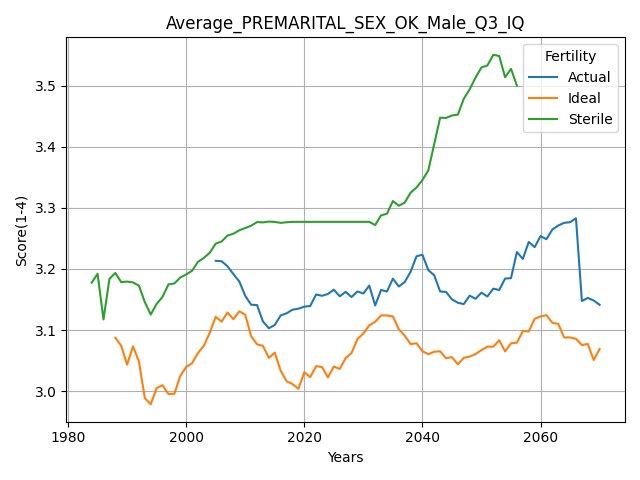 Average_PREMARITAL_SEX_OK_Male_Q3_IQ
Fertility
Actual
Ideal
Sterile
Score(1-4)
3.5
3.4
3.3
3.2
3.1
3.0
1980 2000 2020 2040 2060
Years